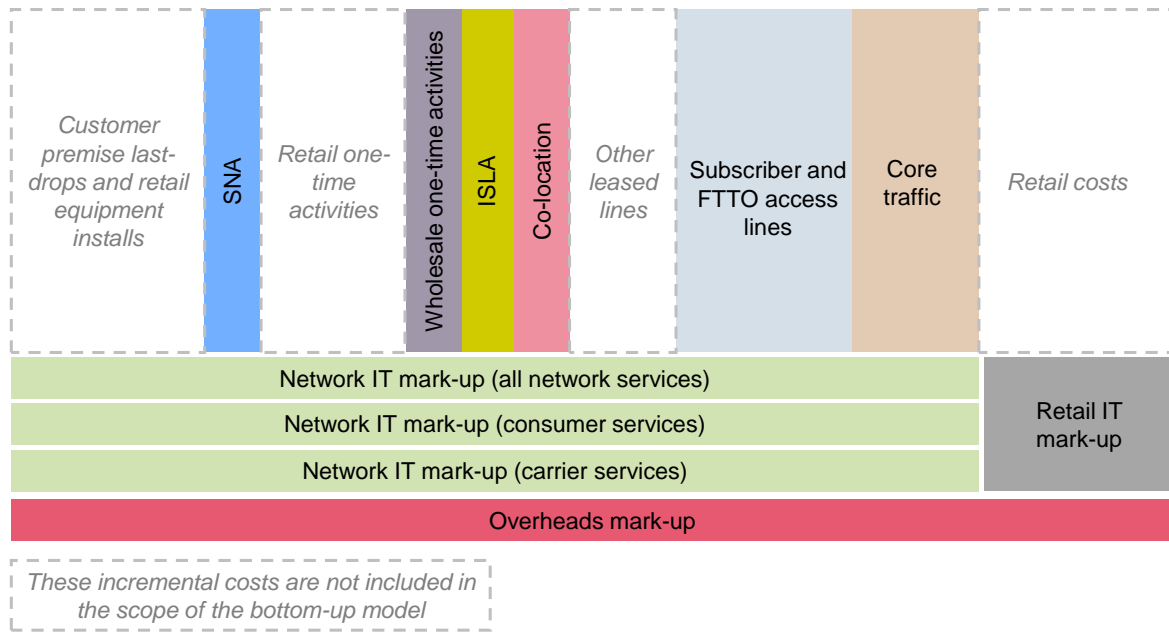 Customer
premise last-
drops and retail
equipment
installs
SNA
Retail one-
time
activities
Wholesale one-time activities
ISLA
Co-location
Other
leased
lines
Subscriber and
FTTO access
lines
Core
traffic
Retail costs
Network IT mark-up (all network services)
Network IT mark-up (consumer services)
Network IT mark-up (carrier services)
Retail IT
mark-up
Overheads mark-up
These incremental costs are not included in
the scope of the bottom-up model